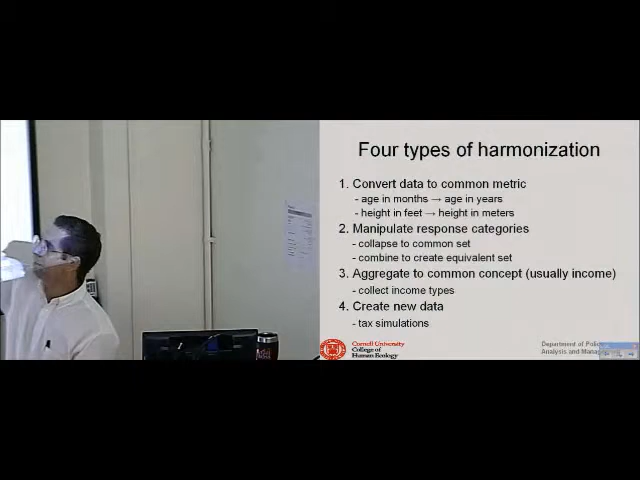 Four types of harmonization
1. Convert data to common metric
- age in months → age in years
- height in feet → height in meters
2. Manipulate response categories
- collapse to common set
- combine to create equivalent set
3. Aggregate to common concept (usually income)
- collect income types
4. Create new data
- tax simulations
Cornell University
College of
Human Ecology
Department of
Analysis and